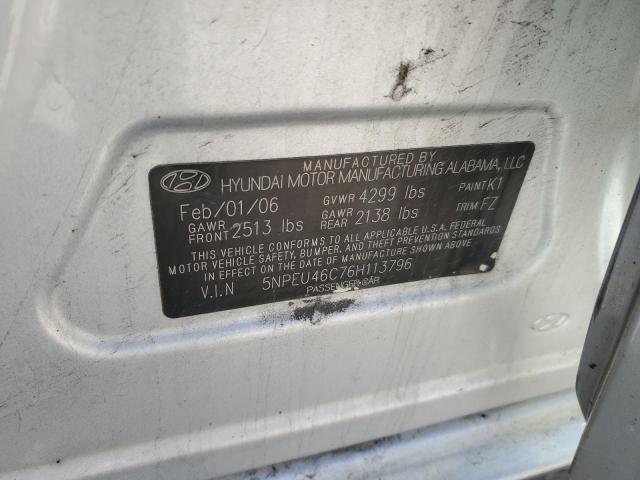 MANUFACTURED BY
HYUNDAI MOTOR MANUFACTURING ALABAMA, LLC
Feb/01/06 GVWR 4299 lbs PAINT K1
GAWR FRONT 2513 lbs GAWR REAR 2138 lbs TRIM FZ
THIS VEHICLE CONFORMS TO ALL APPLICABLE U.S.A. FEDERAL
MOTOR VEHICLE SAFETY, BUMPER, AND THEFT PREVENTION STANDARDS
IN EFFECT ON THE DATE OF MANUFACTURE SHOWN ABOVE
V.I.N 5NPEU46C76H113796
PASSENGER CAR